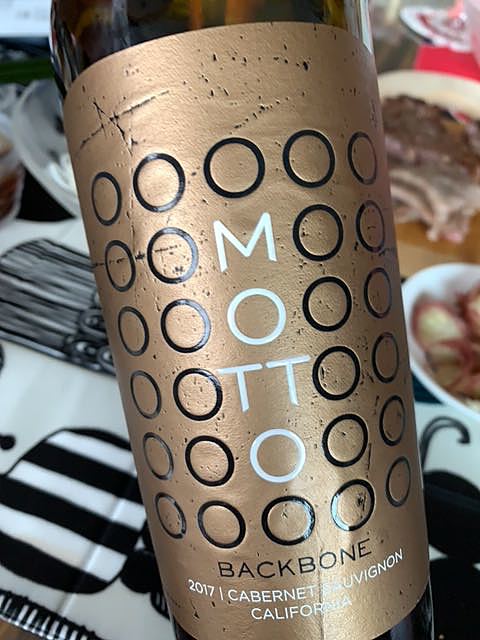 M
O
TT
O
BACKBONE
2017 | CABERNET SAUVIGNON
CALIFORNIA